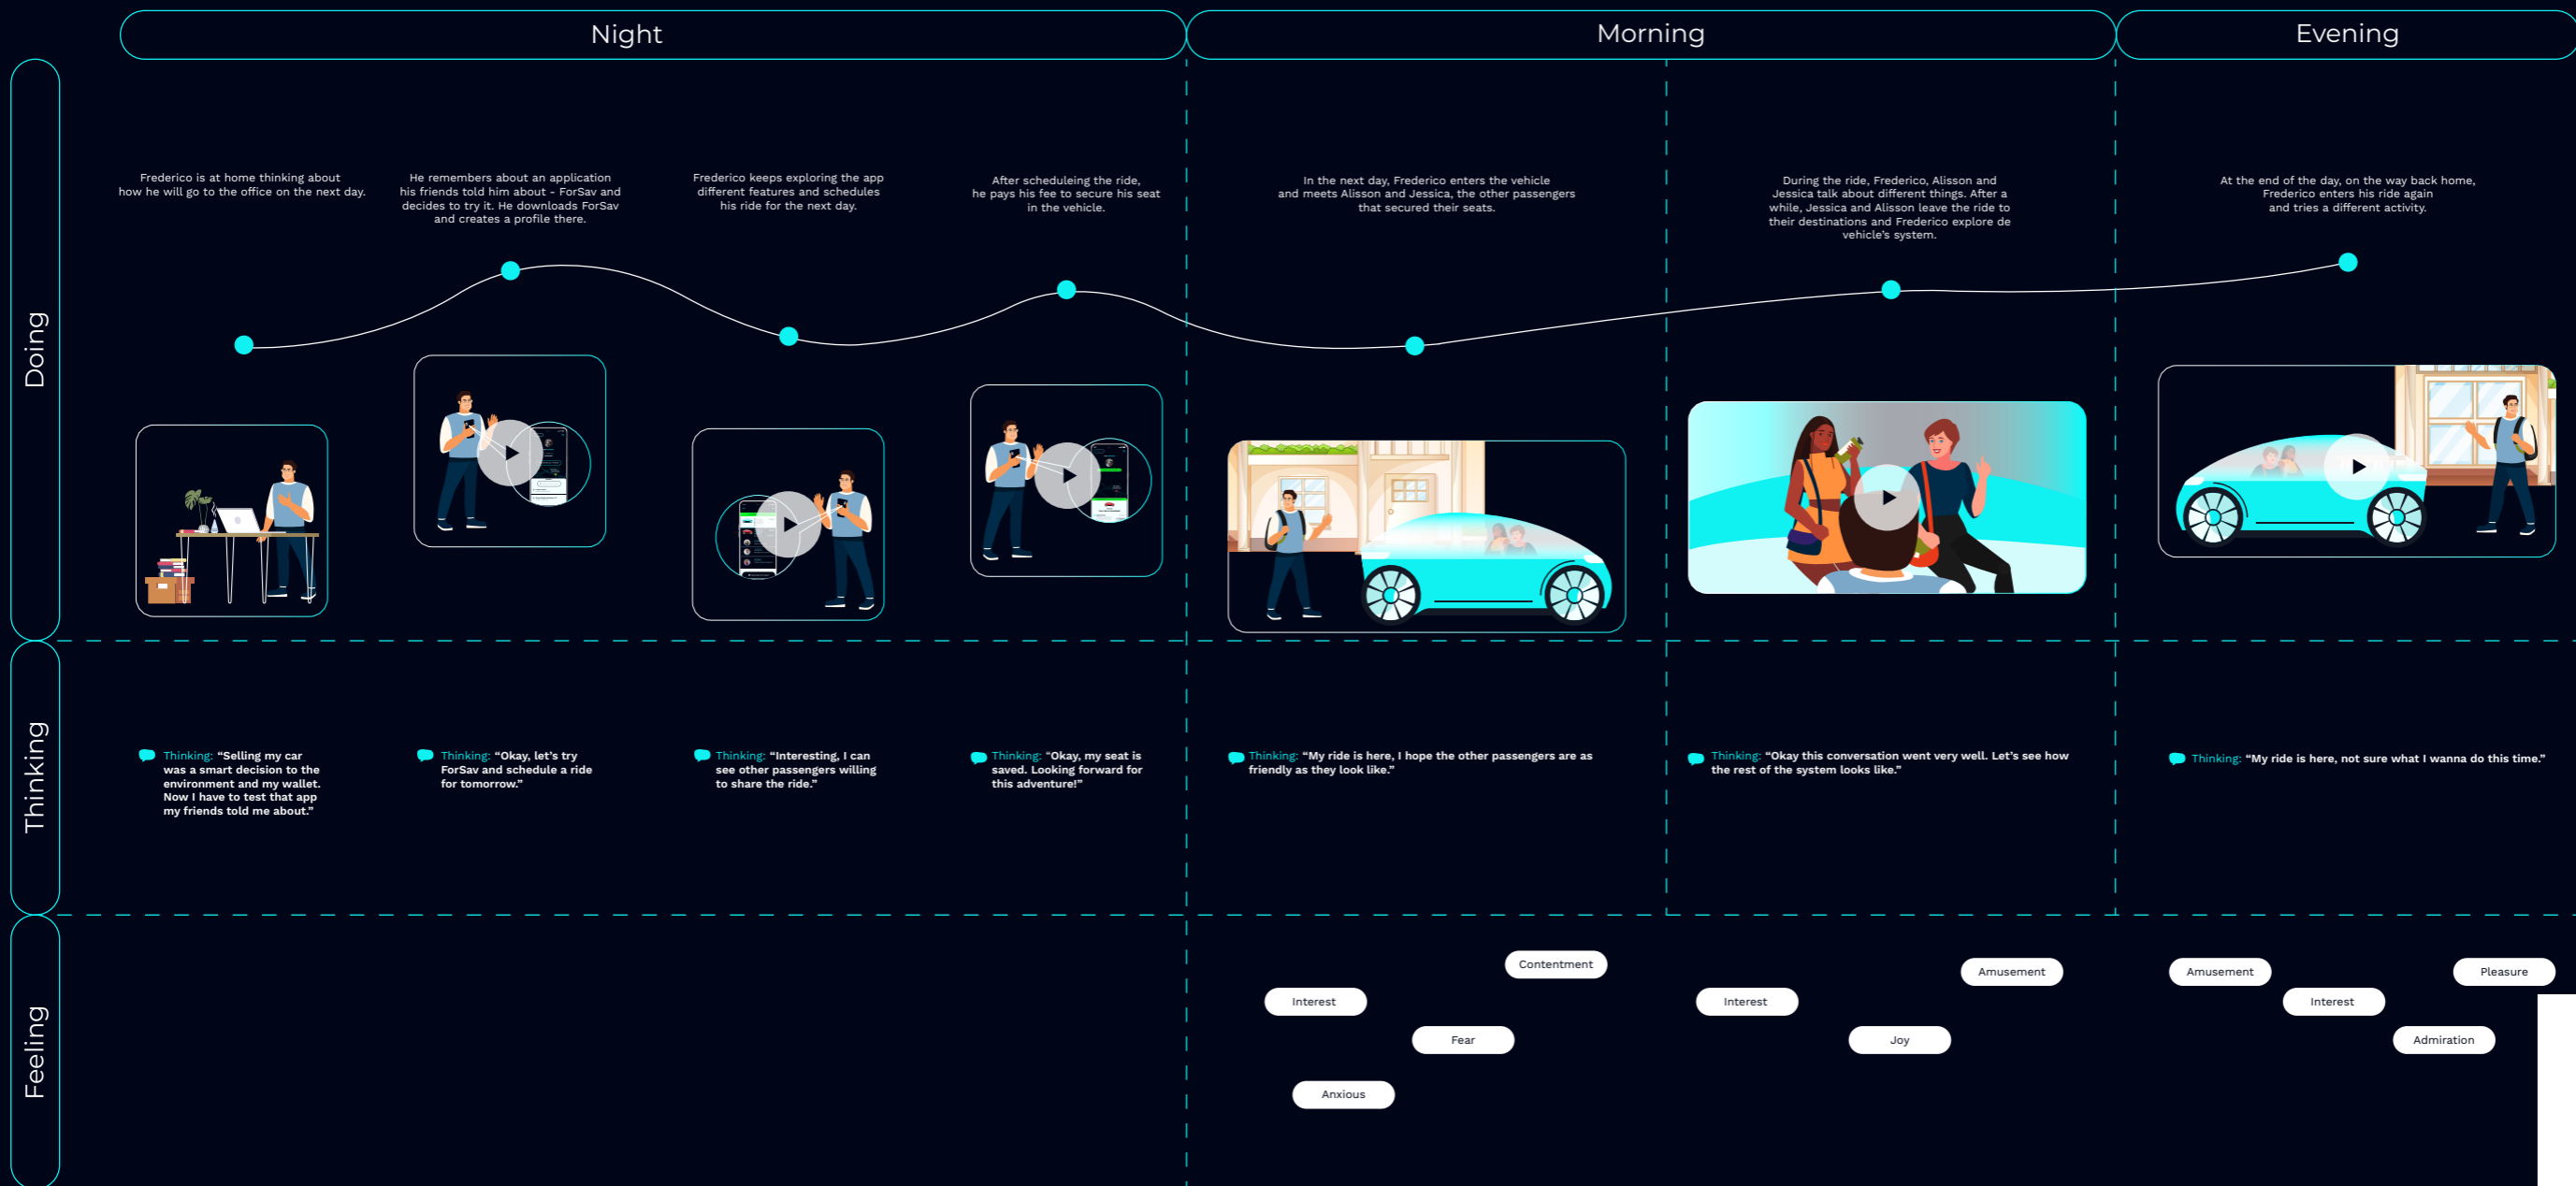 Night
Morning
Evening
Doing
Frederico is at home thinking about
how he will go to the office on the next day.
He remembers about an application
his friends told him about - ForSav and
decides to try it. He downloads ForSav
and creates a profile there.
Frederico keeps exploring the app
different features and schedules
his ride for the next day.
After scheduleing the ride,
he pays his fee to secure his seat
in the vehicle.
In the next day, Frederico enters the vehicle
and meets Alisson and Jessica, the other passengers
that secured their seats.
During the ride, Frederico, Alisson and
Jessica talk about different things. After a
while, Jessica and Alisson leave the ride to
their destinations and Frederico explore de
vehicle’s system.
At the end of the day, on the way back home,
Frederico enters his ride again
and tries a different activity.
Thinking
Thinking: “Selling my car
was a smart decision to the
environment and my wallet.
Now I have to test that app
my friends told me about.”
Thinking: “Okay, let’s try
ForSav and schedule a ride
for tomorrow.”
Thinking: “Interesting, I can
see other passengers willing
to share the ride.”
Thinking: “Okay, my seat is
saved. Looking forward for
this adventure!”
Thinking: “My ride is here, I hope the other passengers are as
friendly as they look like.”
Thinking: “Okay this conversation went very well. Let’s see how
the rest of the system looks like.”
Thinking: “My ride is here, not sure what I wanna do this time.”
Feeling
Contentment
Interest
Fear
Anxious
Amusement
Interest
Joy
Amusement
Pleasure
Interest
Admiration